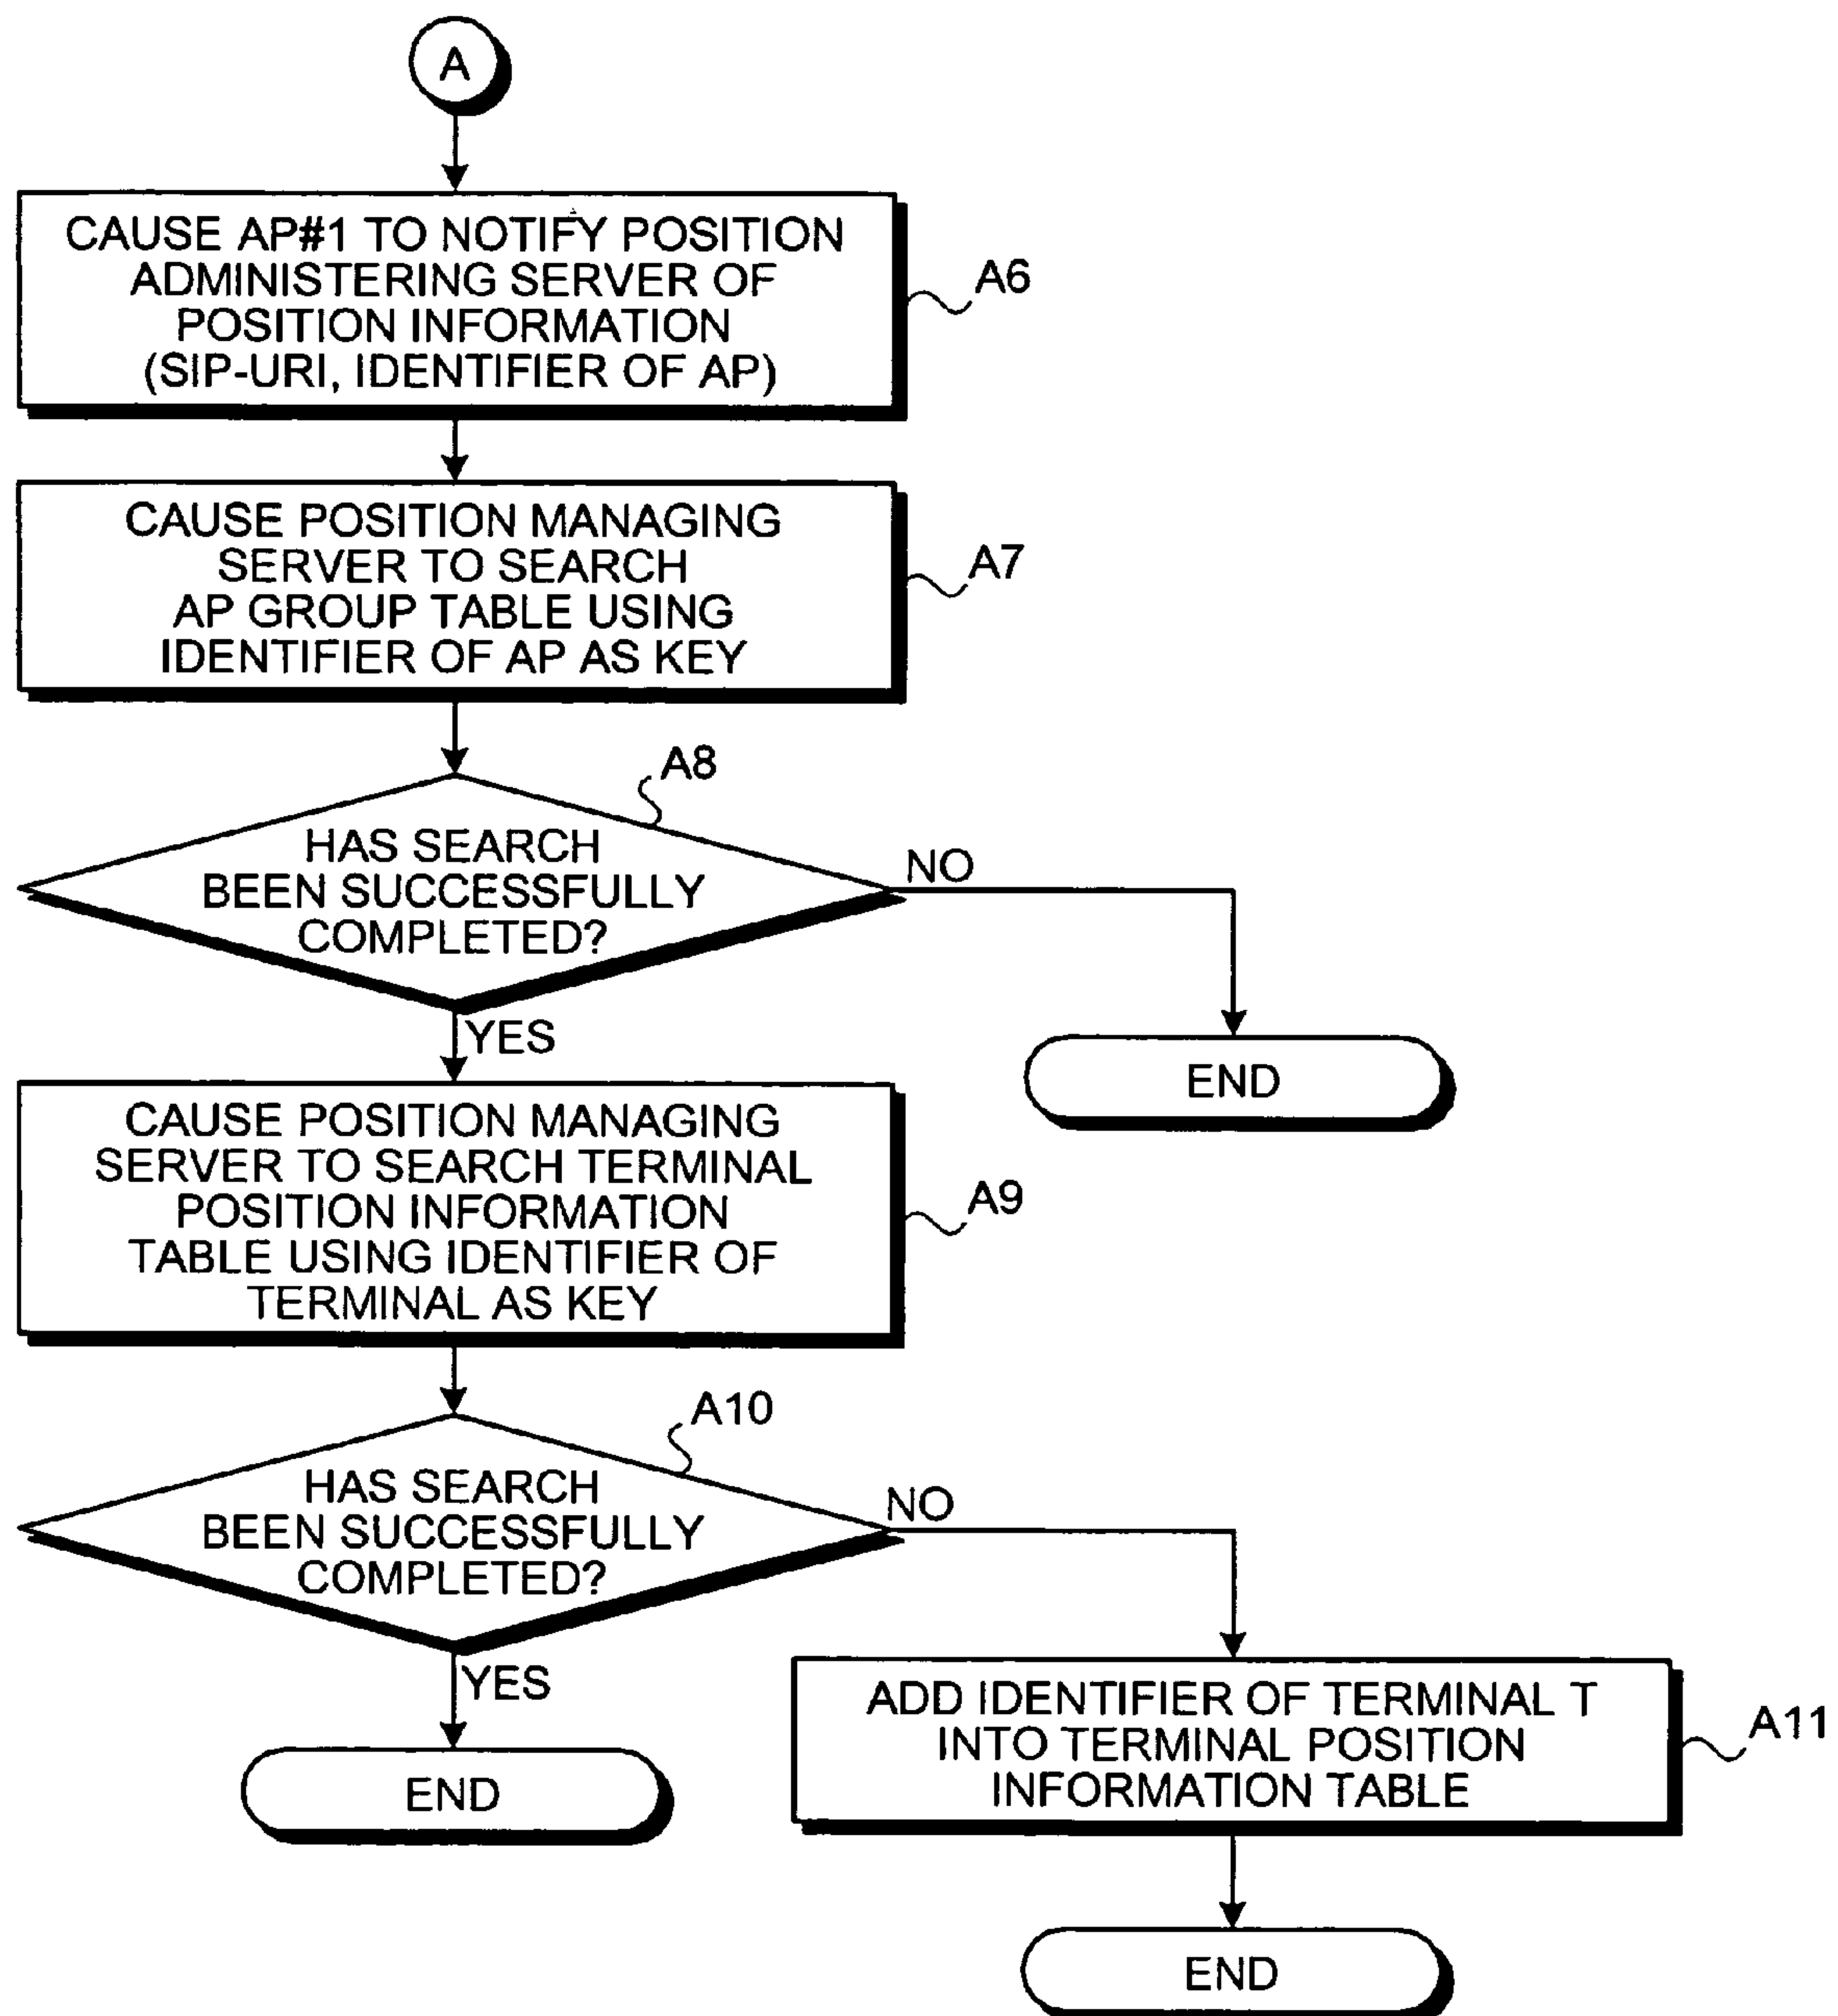 A
CAUSE AP#1 TO NOTIFY POSITION
ADMINISTERING SERVER OF
POSITION INFORMATION
(SIP-URI, IDENTIFIER OF AP)
A6
CAUSE POSITION MANAGING
SERVER TO SEARCH
AP GROUP TABLE USING
IDENTIFIER OF AP AS KEY
A7
A8
HAS SEARCH
BEEN SUCCESSFULLY
COMPLETED?
NO
YES
END
CAUSE POSITION MANAGING
SERVER TO SEARCH TERMINAL
POSITION INFORMATION
TABLE USING IDENTIFIER OF
TERMINAL AS KEY
A9
A10
HAS SEARCH
BEEN SUCCESSFULLY
COMPLETED?
NO
YES
END
ADD IDENTIFIER OF TERMINAL T
INTO TERMINAL POSITION
INFORMATION TABLE
A11
END